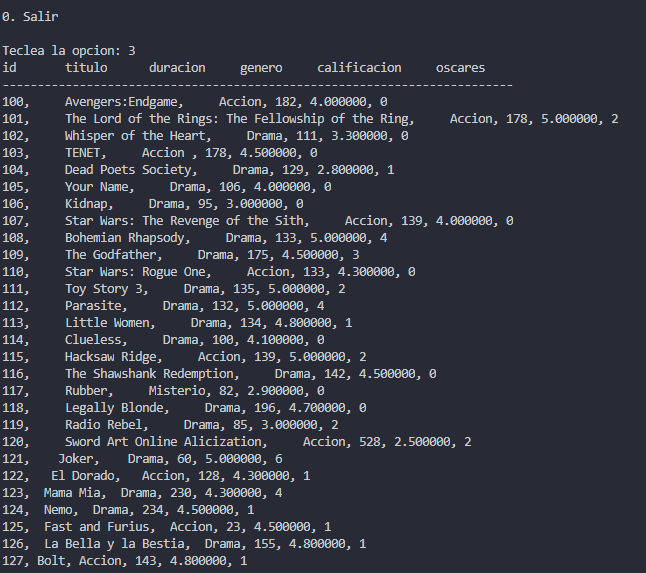 0. Salir
Teclea la opcion: 3
id titulo duracion genero calificacion oscares
-------------------------------------------------------------------------
100, Avengers:Endgame, Accion, 182, 4.000000, 0
101, The Lord of the Rings: The Fellowship of the Ring, Accion, 178, 5.000000, 2
102, Whisper of the Heart, Drama, 111, 3.300000, 0
103, TENET, Accion , 178, 4.500000, 0
104, Dead Poets Society, Drama, 129, 2.800000, 1
105, Your Name, Drama, 106, 4.000000, 0
106, Kidnap, Drama, 95, 3.000000, 0
107, Star Wars: The Revenge of the Sith, Accion, 139, 4.000000, 0
108, Bohemian Rhapsody, Drama, 133, 5.000000, 4
109, The Godfather, Drama, 175, 4.500000, 3
110, Star Wars: Rogue One, Accion, 133, 4.300000, 0
111, Toy Story 3, Drama, 135, 5.000000, 2
112, Parasite, Drama, 132, 5.000000, 4
113, Little Women, Drama, 134, 4.800000, 1
114, Clueless, Drama, 100, 4.100000, 0
115, Hacksaw Ridge, Accion, 139, 5.000000, 2
116, The Shawshank Redemption, Drama, 142, 4.500000, 0
117, Rubber, Misterio, 82, 2.900000, 0
118, Legally Blonde, Drama, 196, 4.700000, 0
119, Radio Rebel, Drama, 85, 3.000000, 2
120, Sword Art Online Alicization, Accion, 528, 2.500000, 2
121, Joker, Drama, 60, 5.000000, 6
122, El Dorado, Accion, 128, 4.300000, 1
123, Mama Mia, Drama, 230, 4.300000, 4
124, Nemo, Drama, 234, 4.500000, 1
125, Fast and Furius, Accion, 23, 4.500000, 1
126, La Bella y la Bestia, Drama, 155, 4.800000, 1
127, Bolt, Accion, 143, 4.800000, 1